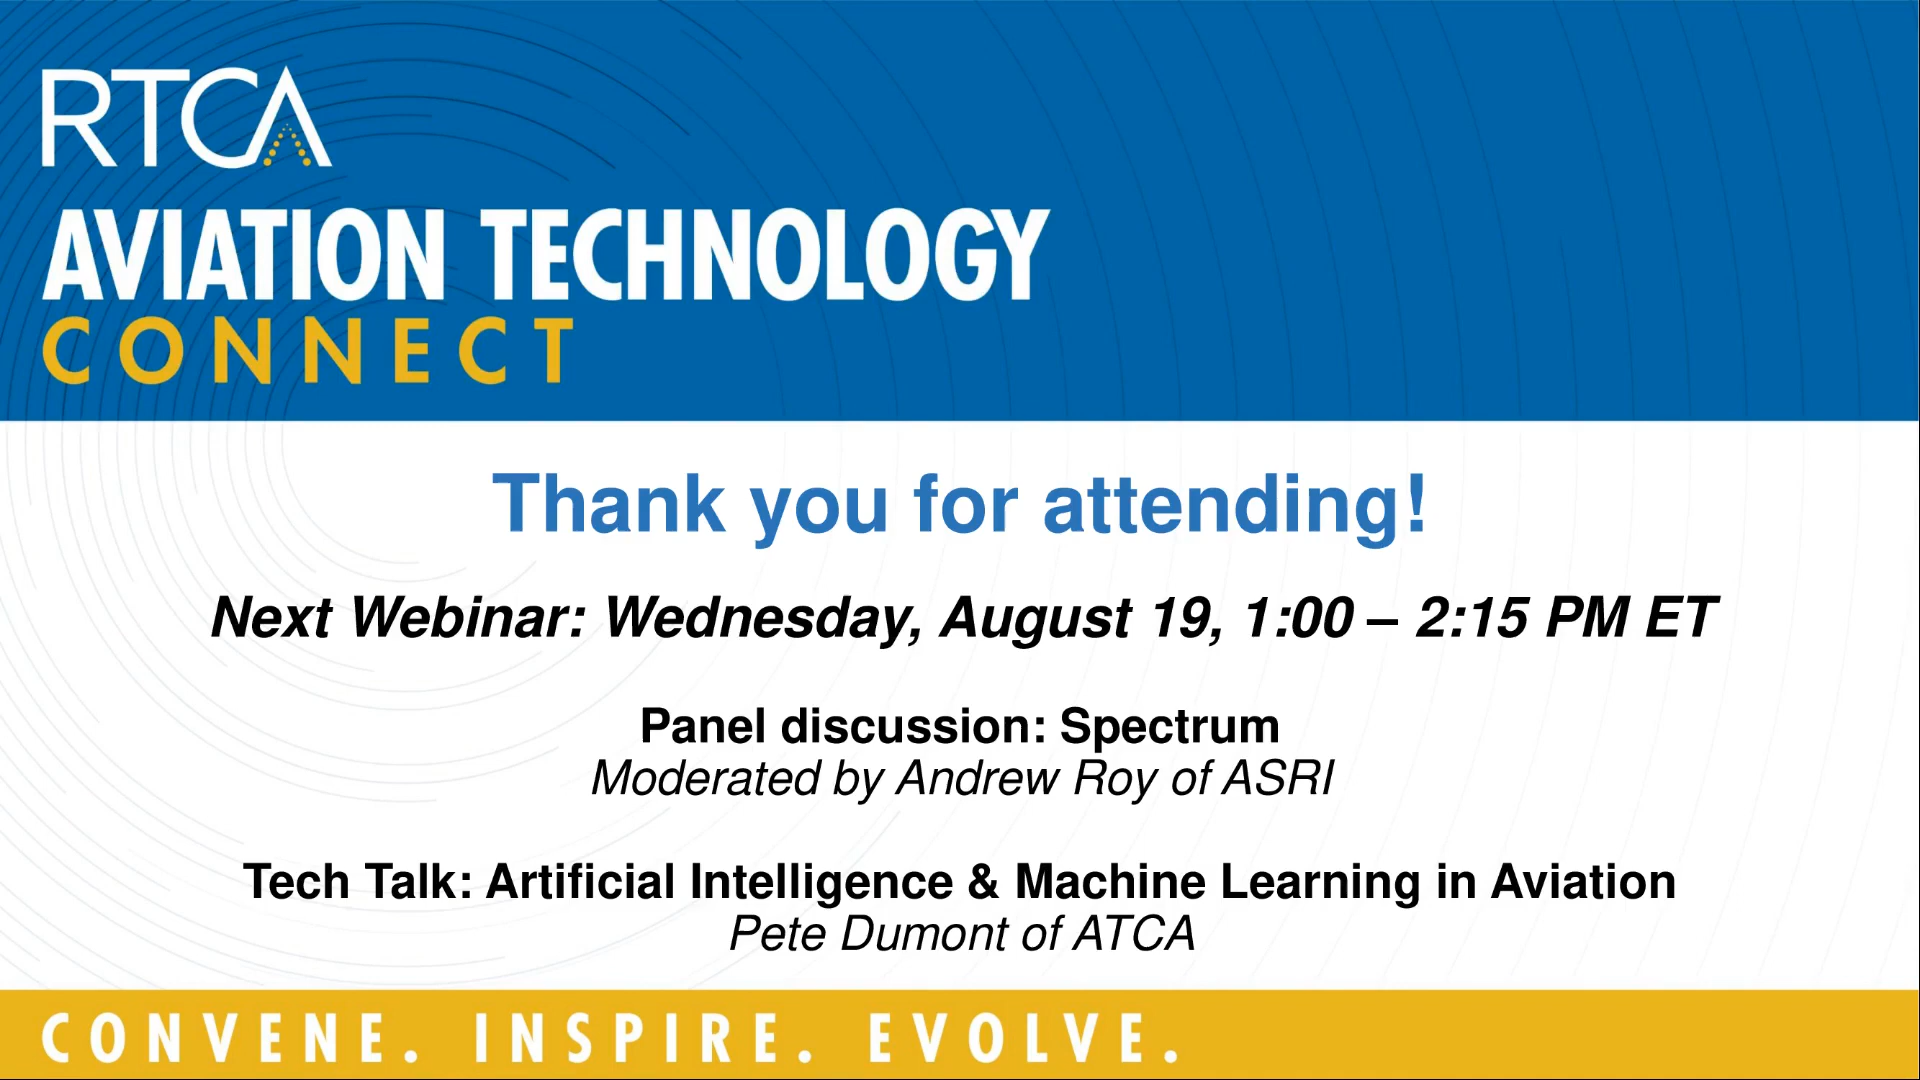 RTCA
AVIATION TECHNOLOGY
CONNECT
Thank you for attending!
Next Webinar: Wednesday, August 19, 1:00 – 2:15 PM ET
Panel discussion: Spectrum
Moderated by Andrew Roy of ASRI
Tech Talk: Artificial Intelligence & Machine Learning in Aviation
Pete Dumont of ATCA
CONVENE. INSPIRE. EVOLVE.